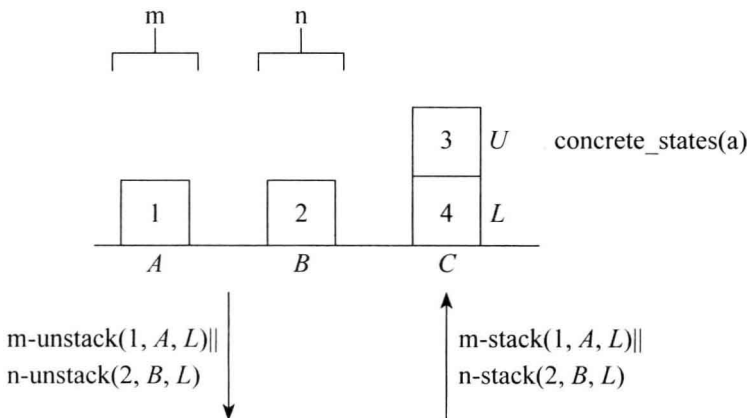 m n
3 U concrete_states(a)
1 2 4 L
A B C
m-unstack(1, A, L)|| m-stack(1, A, L)||
n-unstack(2, B, L) n-stack(2, B, L)